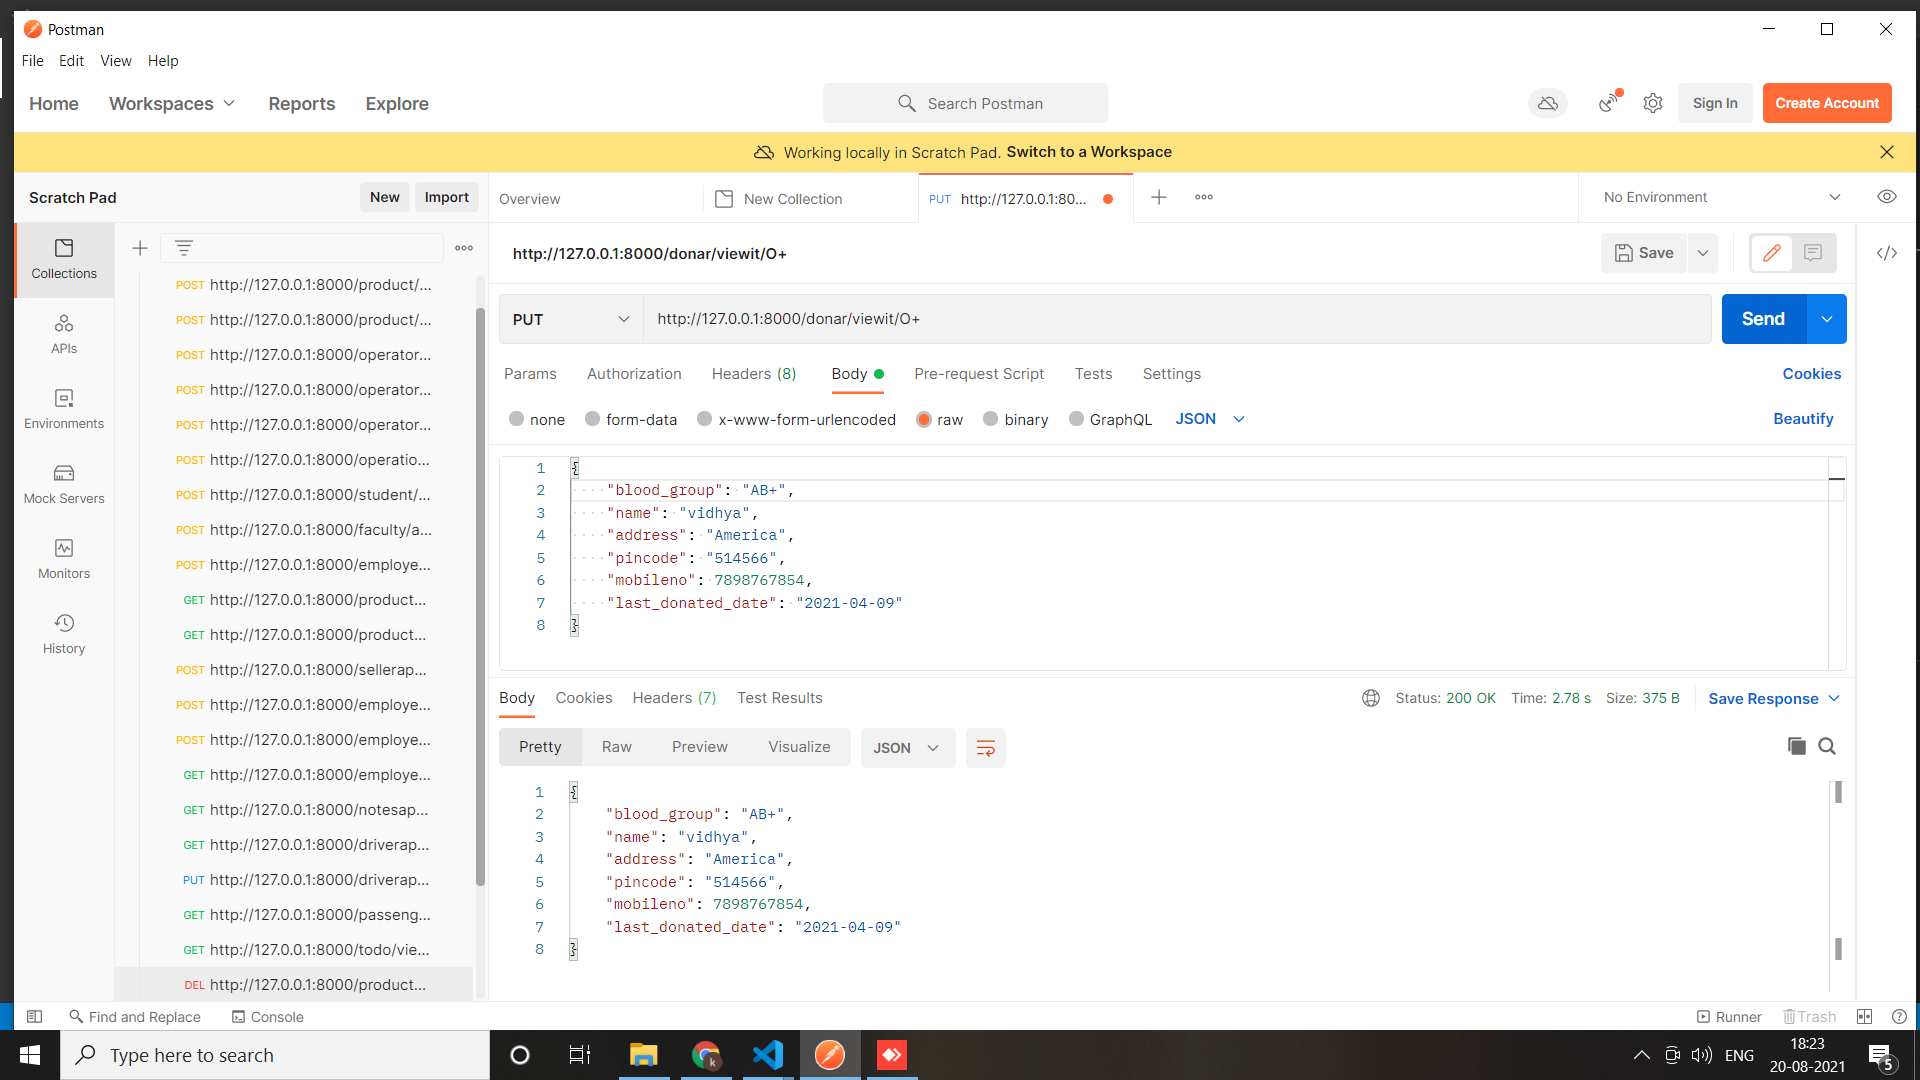 Postman
File Edit View Help
Home Workspaces Reports Explore
Search Postman
Sign In
Create Account
Working locally in Scratch Pad. Switch to a Workspace
Scratch Pad
New
Import
Overview
New Collection
PUT http://127.0.0.1:80...
No Environment
Collections
APIs
Environments
Mock Servers
Monitors
History
POST http://127.0.0.1:8000/product/...
POST http://127.0.0.1:8000/product/...
POST http://127.0.0.1:8000/operator...
POST http://127.0.0.1:8000/operator...
POST http://127.0.0.1:8000/operator...
POST http://127.0.0.1:8000/operatio...
POST http://127.0.0.1:8000/student/...
POST http://127.0.0.1:8000/faculty/a...
POST http://127.0.0.1:8000/employe...
GET http://127.0.0.1:8000/product...
GET http://127.0.0.1:8000/product...
POST http://127.0.0.1:8000/sellerap...
POST http://127.0.0.1:8000/employe...
POST http://127.0.0.1:8000/employe...
GET http://127.0.0.1:8000/employe...
GET http://127.0.0.1:8000/notesap...
GET http://127.0.0.1:8000/driverap...
PUT http://127.0.0.1:8000/driverap...
GET http://127.0.0.1:8000/passeng...
GET http://127.0.0.1:8000/todo/vie...
DEL http://127.0.0.1:8000/product...
http://127.0.0.1:8000/donar/viewit/O+
Save
PUT
http://127.0.0.1:8000/donar/viewit/O+
Send
Params Authorization Headers (8) Body Pre-request Script Tests Settings
Cookies
none form-data x-www-form-urlencoded raw binary GraphQL JSON
Beautify
1 {
2 "blood_group": "AB+",
3 "name": "vidhya",
4 "address": "America",
5 "pincode": "514566",
6 "mobileno": 7898767854,
7 "last_donated_date": "2021-04-09"
8 }
Body Cookies Headers (7) Test Results
Status: 200 OK Time: 2.78 s Size: 375 B
Save Response
Pretty Raw Preview Visualize JSON
1 {
2 "blood_group": "AB+",
3 "name": "vidhya",
4 "address": "America",
5 "pincode": "514566",
6 "mobileno": 7898767854,
7 "last_donated_date": "2021-04-09"
8 }
Find and Replace
Console
Runner
Trash
Type here to search
k
ENG
18:23
20-08-2021
5